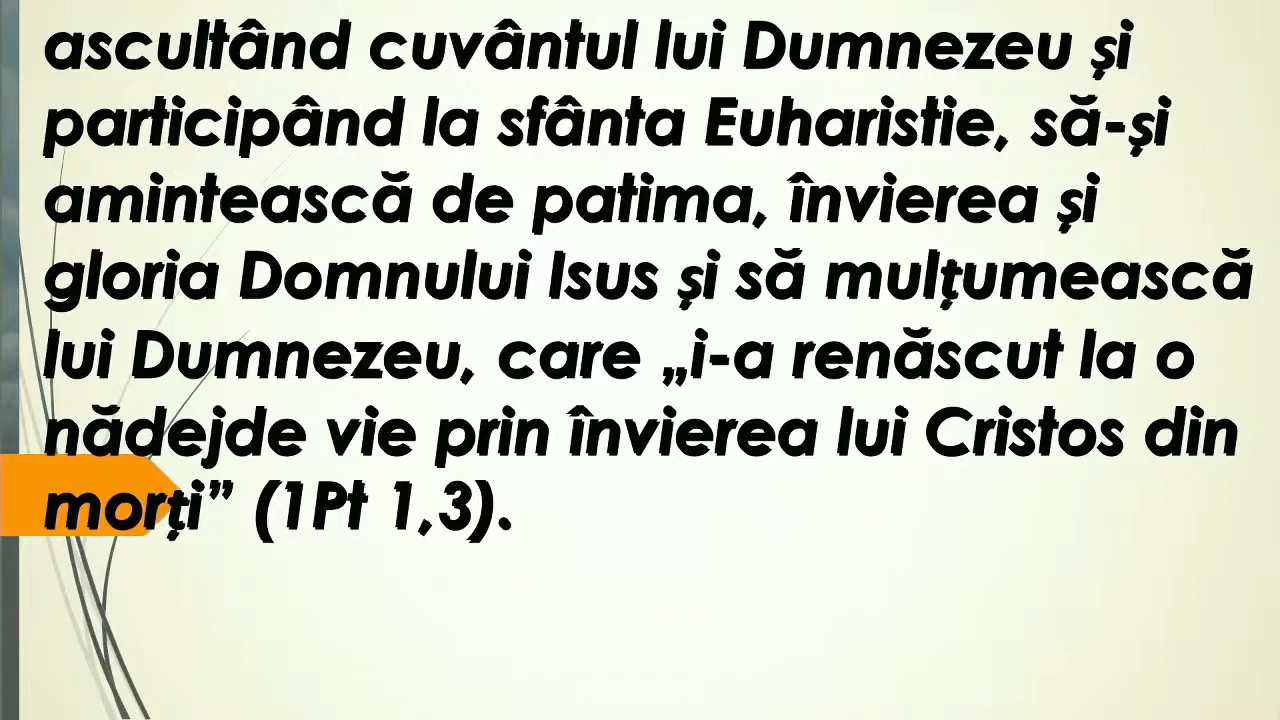 ascultând cuvântul lui Dumnezeu și
participând la sfânta Euharistie, să-și
amintească de patima, învierea și
gloria Domnului Isus și să mulțumească
lui Dumnezeu, care „i-a renăscut la o
nădejde vie prin învierea lui Cristos din
morți” (1Pt 1,3).